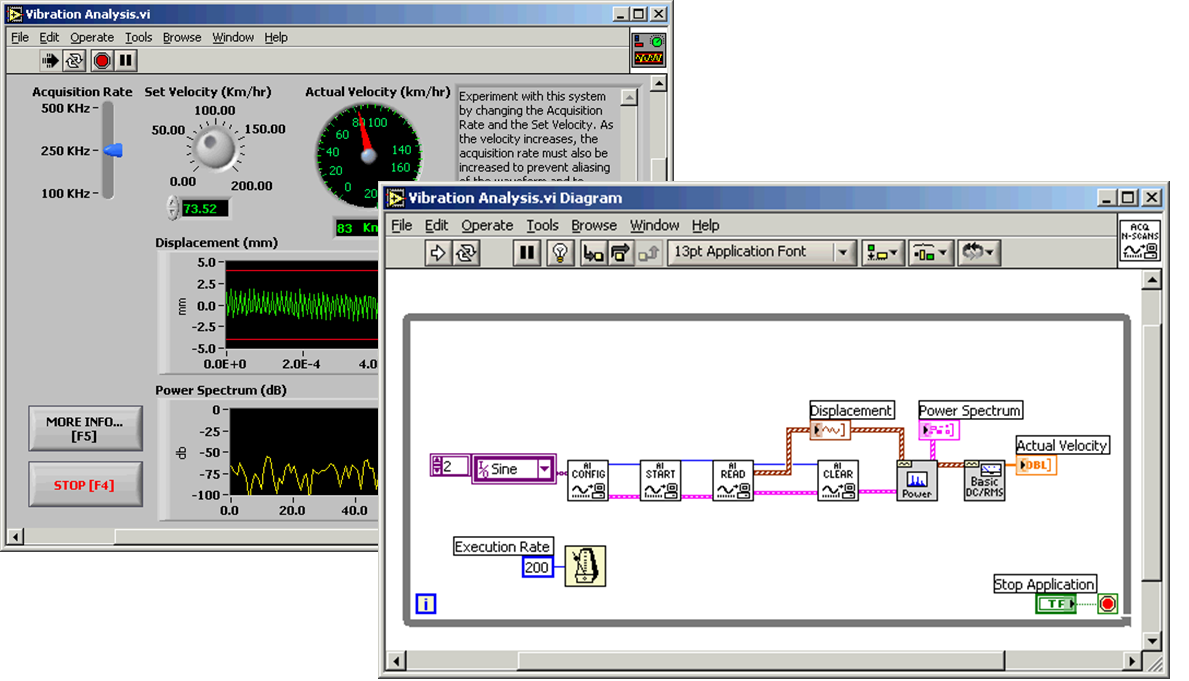 Vibration Analysis.vi
File Edit Operate Tools Browse Window Help
Acquisition Rate
500 KHz
250 KHz
100 KHz
Set Velocity (Km/hr)
100.00
50.00 150.00
0.00 200.00
73.52
Actual Velocity (km/hr)
80 100
60
40 140
20 160
0 20
83 Kn
Experiment with this system
by changing the Acquisition
Rate and the Set Velocity. As
the velocity increases, the
acquisition rate must also be
increased to prevent aliasing
of the waveform and to
Displacement (mm)
mm
5.0
2.5
0.0
-2.5
-5.0
0.0E+0 2.0E-4 4.0
Power Spectrum (dB)
db
0
-25
-50
-75
-100
0.0 20.0 40.0
MORE INFO...
[F5]
STOP [F4]
Vibration Analysis.vi Diagram
File Edit Operate Tools Browse Window Help
13pt Application Font
ACQ
N-SCANS
Displacement
Power Spectrum
Actual Velocity
DBL
2
Sine
AI
CONFIG
AI
START
AI
READ
AI
CLEAR
Power
Basic
DC/RMS
Execution Rate
200
i
Stop Application
TF